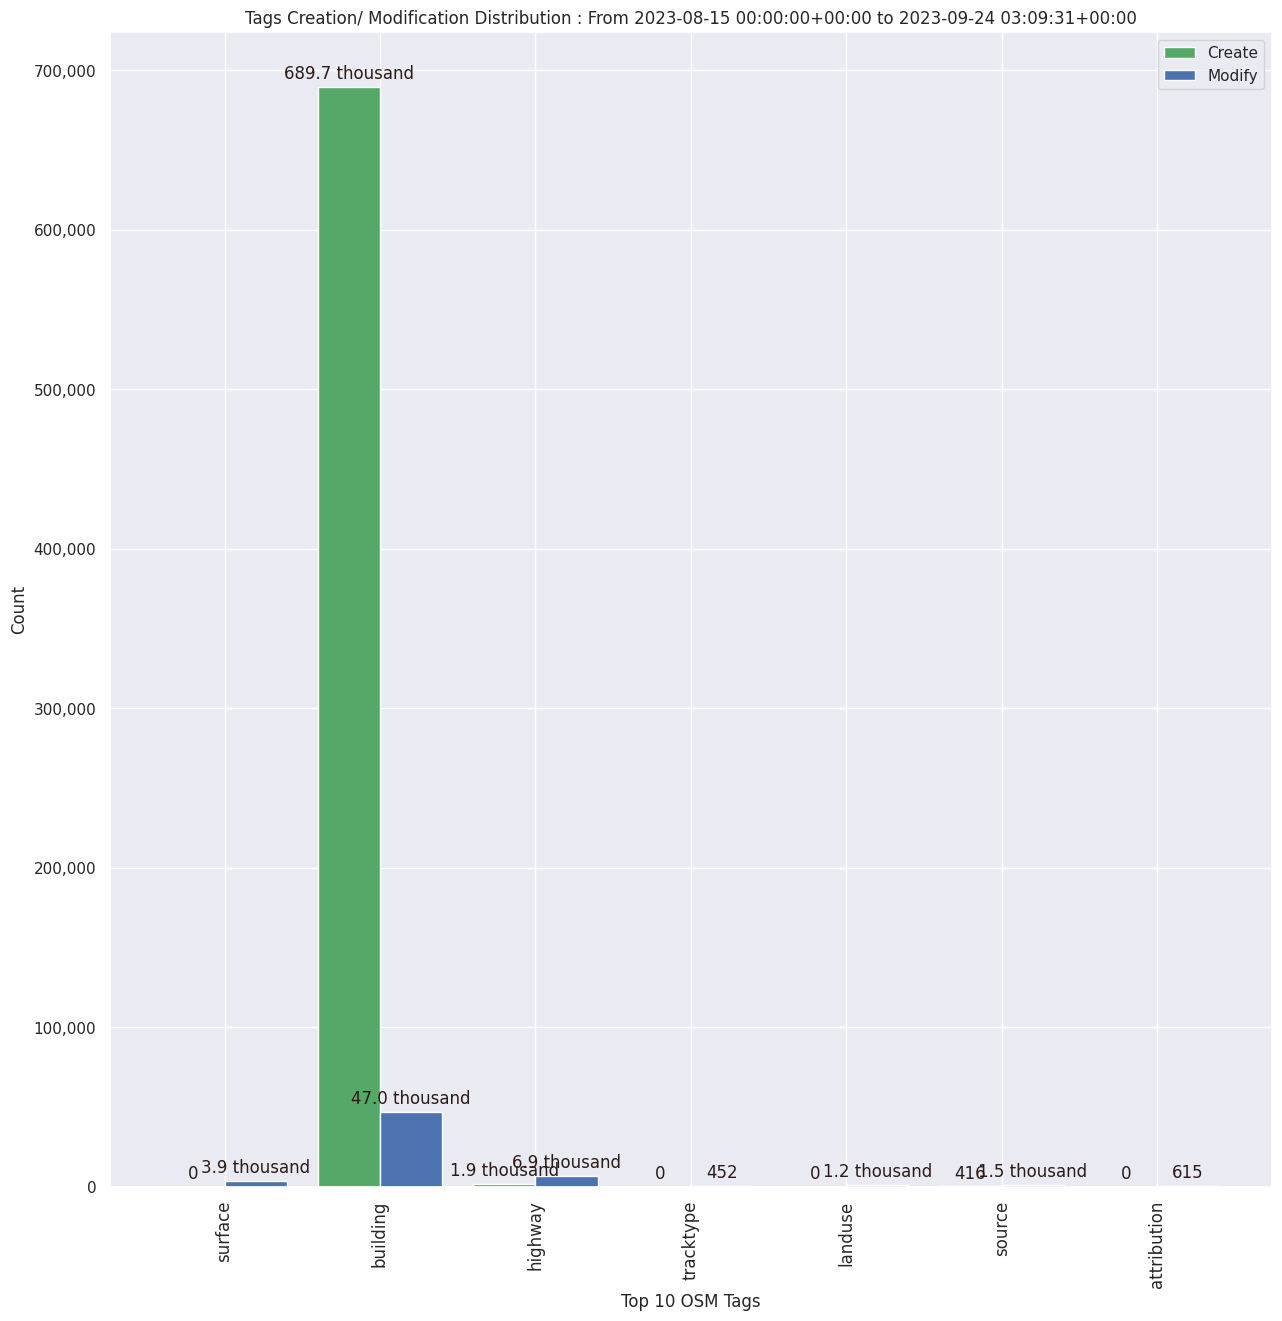 Tags Creation/ Modification Distribution : From 2023-08-15 00:00:00+00:00 to 2023-09-24 03:09:31+00:00
Create
Modify
700,000
600,000
500,000
400,000
300,000
200,000
100,000
0
Count
689.7 thousand
47.0 thousand
0
3.9 thousand
1.9 thousand
6.9 thousand
0
452
0
1.2 thousand
416
1.5 thousand
0
615
surface
building
highway
tracktype
landuse
source
attribution
Top 10 OSM Tags